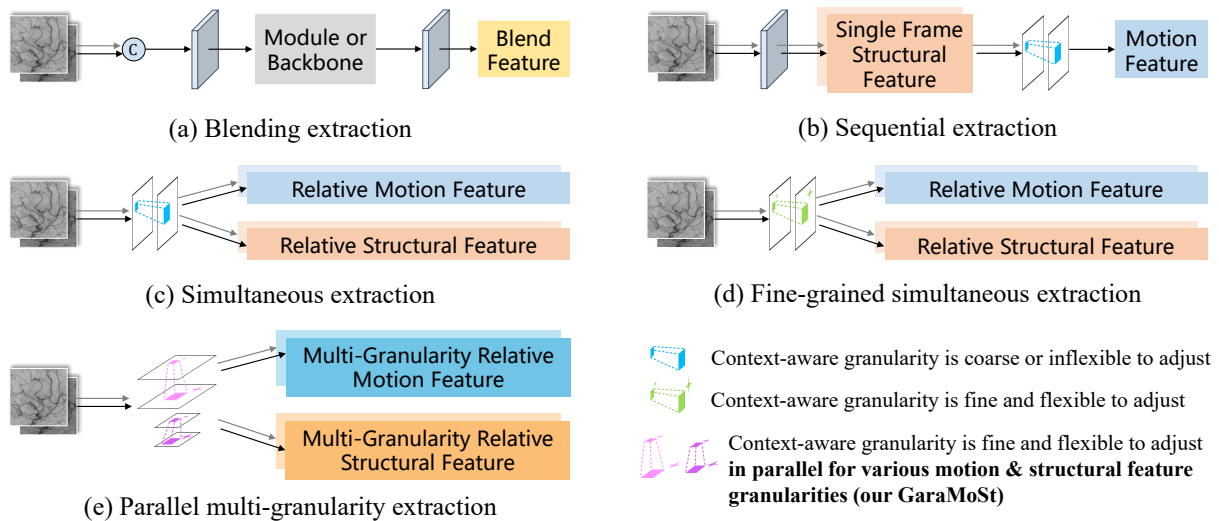 C
Module or
Backbone
Blend
Feature
(a) Blending extraction
Single Frame
Structural
Feature
Motion
Feature
(b) Sequential extraction
Relative Motion Feature
Relative Structural Feature
(c) Simultaneous extraction
Relative Motion Feature
Relative Structural Feature
(d) Fine-grained simultaneous extraction
Multi-Granularity Relative
Motion Feature
Multi-Granularity Relative
Structural Feature
(e) Parallel multi-granularity extraction
Context-aware granularity is coarse or inflexible to adjust
Context-aware granularity is fine and flexible to adjust
Context-aware granularity is fine and flexible to adjust
in parallel for various motion & structural feature
granularities (our GaraMoSt)